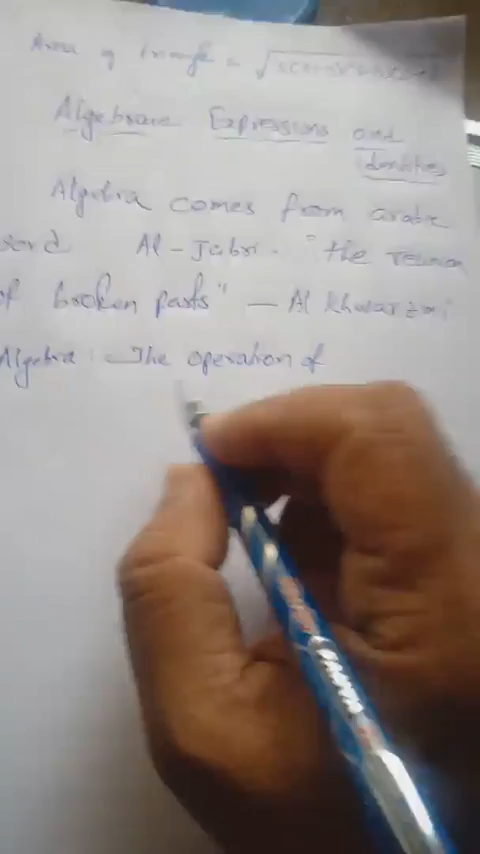 Area of triangle = √s(s-a)(s-b)(s-c)
Algebraic Expressions and
identities
Algebra comes from arabic
word Al-Jabr - "the reunion
of broken parts" — Al Khwarizmi
Algebra : The operation of